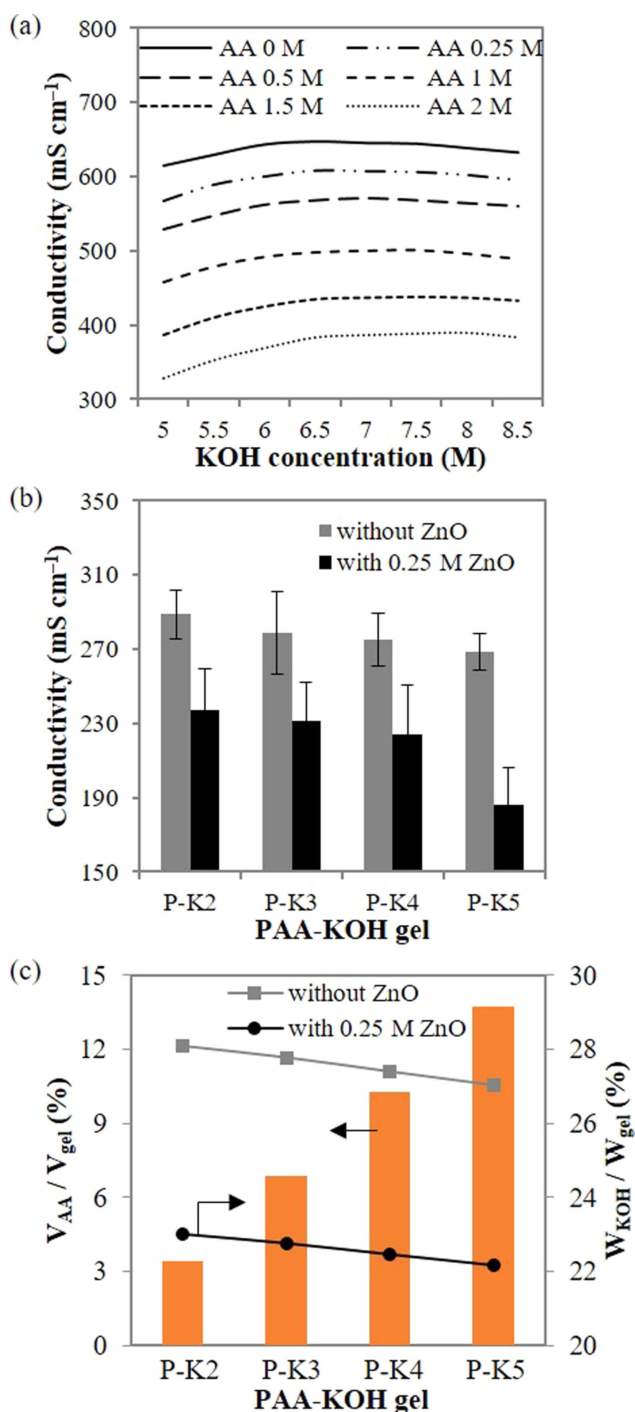 (a)
800
700
600
500
400
300
Conductivity (mS cm⁻¹)
AA 0 M AA 0.25 M
AA 0.5 M AA 1 M
AA 1.5 M AA 2 M
5 5.5 6 6.5 7 7.5 8 8.5
KOH concentration (M)
(b)
350
310
270
230
190
150
Conductivity (mS cm⁻¹)
without ZnO
with 0.25 M ZnO
P-K2 P-K3 P-K4 P-K5
PAA-KOH gel
(c)
15
12
9
6
3
0
V_AA / V_gel (%)
without ZnO
with 0.25 M ZnO
30
28
26
24
22
20
W_KOH / W_gel (%)
P-K2 P-K3 P-K4 P-K5
PAA-KOH gel